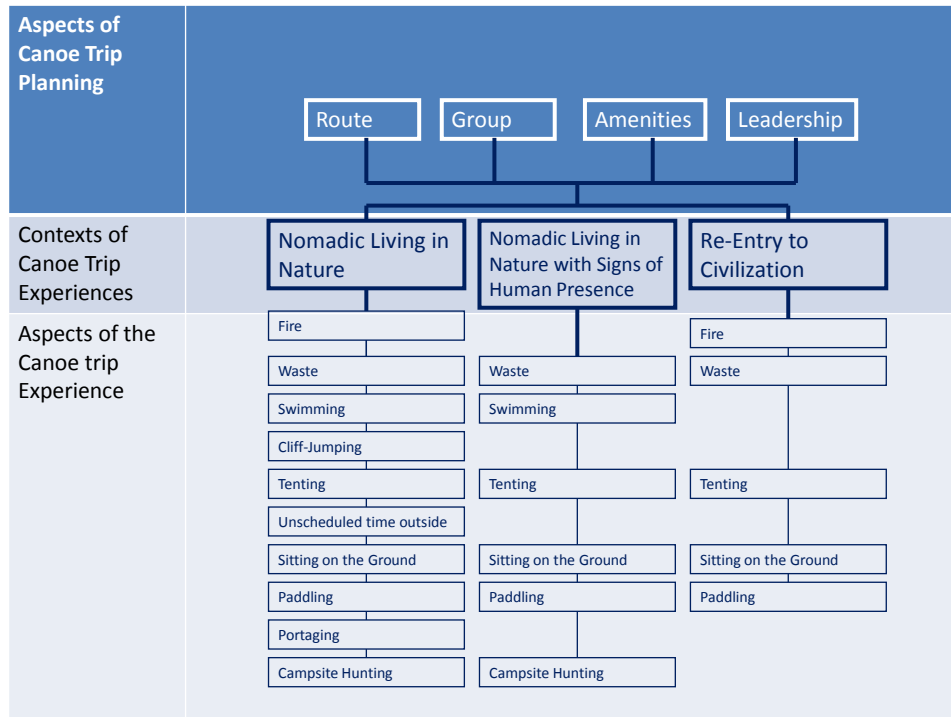 Aspects of
Canoe Trip
Planning
Route
Group
Amenities
Leadership
Contexts of
Canoe Trip
Experiences
Nomadic Living in
Nature
Nomadic Living in
Nature with Signs of
Human Presence
Re-Entry to
Civilization
Aspects of the
Canoe trip
Experience
Fire
Waste
Swimming
Cliff-Jumping
Tenting
Unscheduled time outside
Sitting on the Ground
Paddling
Portaging
Campsite Hunting
Waste
Swimming
Tenting
Sitting on the Ground
Paddling
Campsite Hunting
Fire
Waste
Tenting
Sitting on the Ground
Paddling